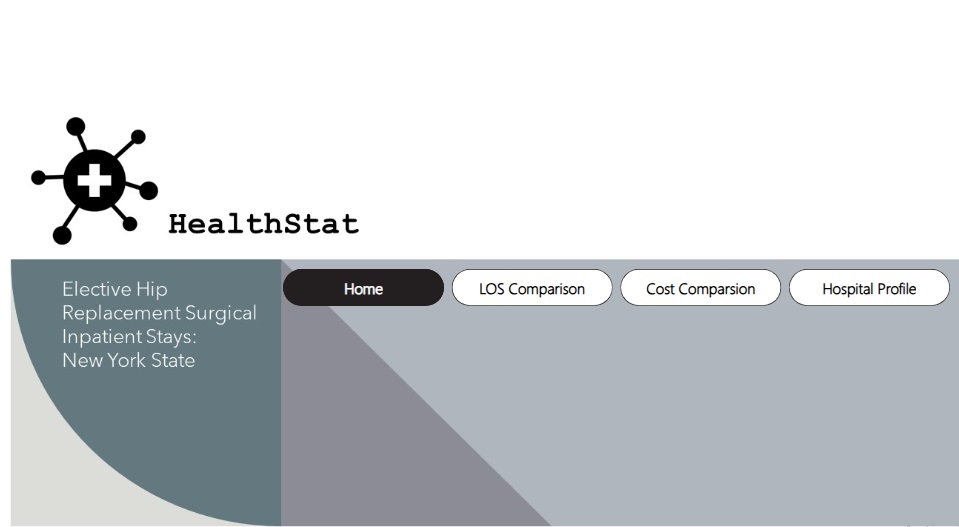 HealthStat
Elective Hip
Replacement Surgical
Inpatient Stays:
New York State
Home
LOS Comparison
Cost Comparsion
Hospital Profile